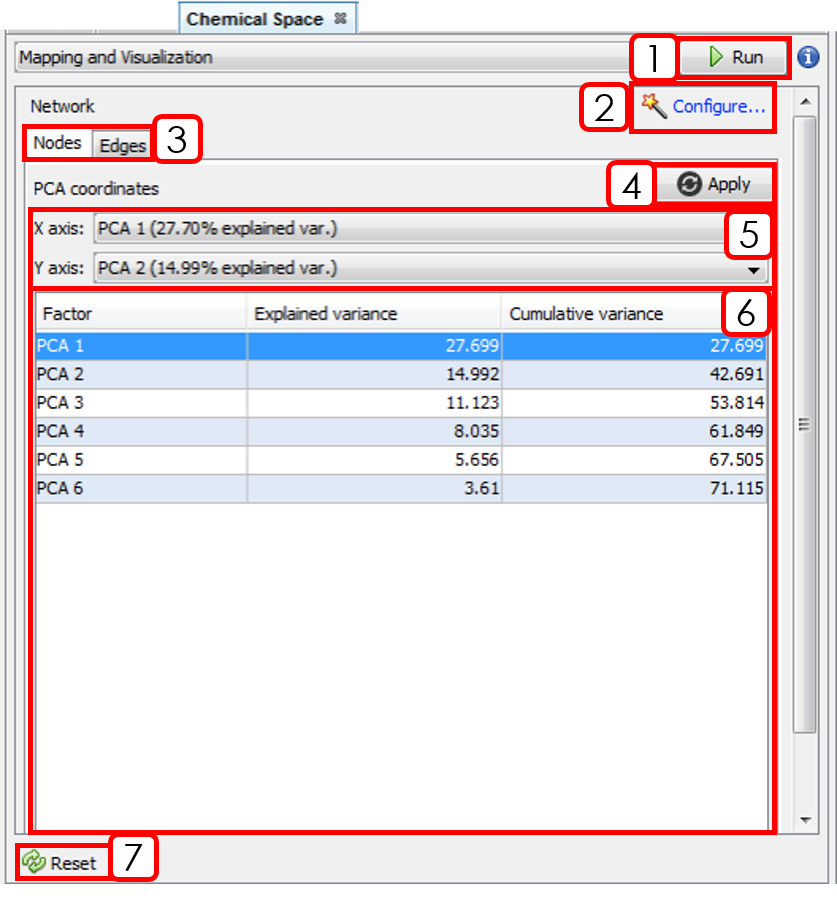 Chemical Space
Mapping and Visualization 1 Run
Network 2 Configure...
Nodes Edges 3
PCA coordinates 4 Apply
X axis: PCA 1 (27.70% explained var.) 5
Y axis: PCA 2 (14.99% explained var.)
Factor Explained variance Cumulative variance 6
PCA 1 27.699 27.699
PCA 2 14.992 42.691
PCA 3 11.123 53.814
PCA 4 8.035 61.849
PCA 5 5.656 67.505
PCA 6 3.61 71.115
Reset 7